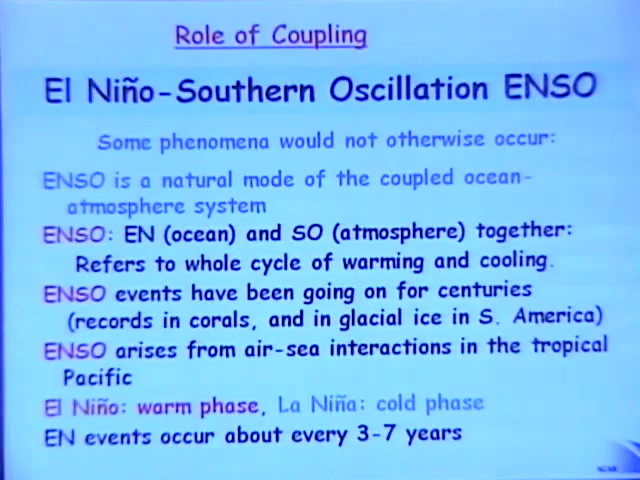 Role of Coupling
El Niño-Southern Oscillation ENSO
Some phenomena would not otherwise occur:
ENSO is a natural mode of the coupled ocean-
atmosphere system
ENSO: EN (ocean) and SO (atmosphere) together:
Refers to whole cycle of warming and cooling.
ENSO events have been going on for centuries
(records in corals, and in glacial ice in S. America)
ENSO arises from air-sea interactions in the tropical
Pacific
El Niño: warm phase, La Niña: cold phase
EN events occur about every 3-7 years